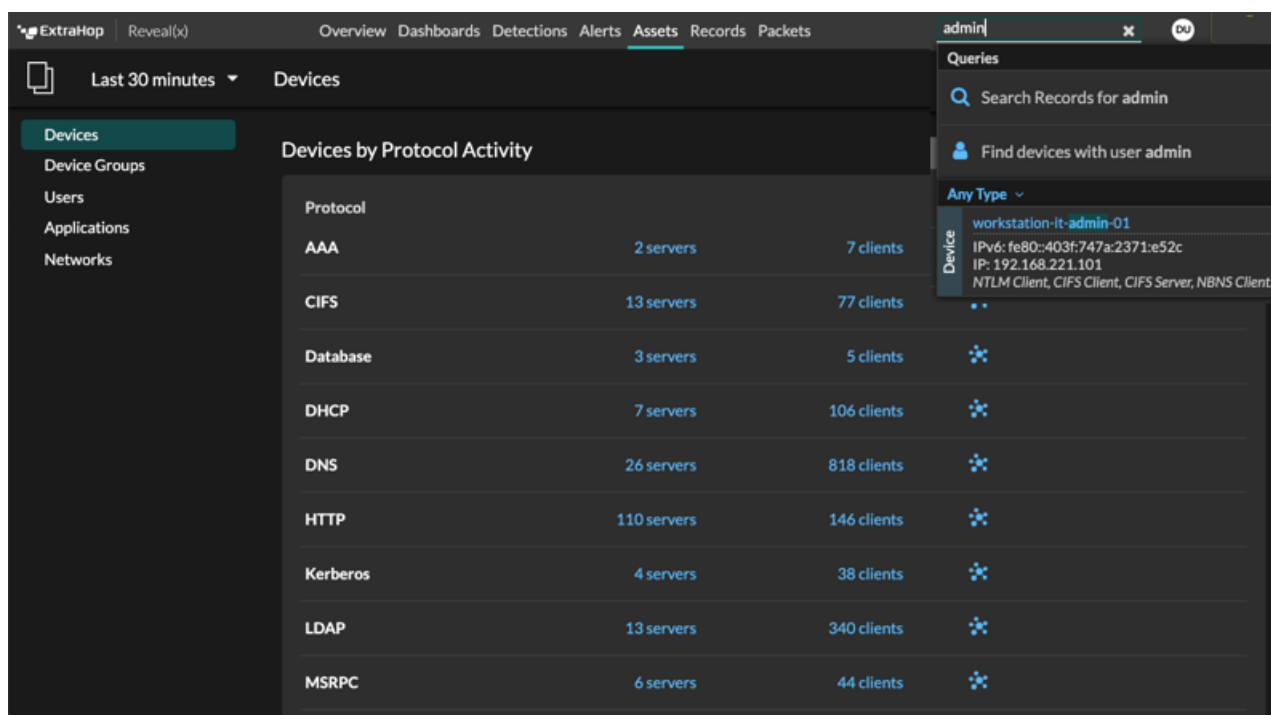 ExtraHop Reveal(x) Overview Dashboards Detections Alerts Assets Records Packets admin DU
Last 30 minutes Devices
Queries
Search Records for admin
Find devices with user admin
Any Type
Device
workstation-it-admin-01
IPv6: fe80::403f:747a:2371:e52c
IP: 192.168.221.101
NTLM Client, CIFS Client, CIFS Server, NBNS Client
Devices
Device Groups
Users
Applications
Networks
Devices by Protocol Activity
Protocol
AAA 2 servers 7 clients
CIFS 13 servers 77 clients
Database 3 servers 5 clients
DHCP 7 servers 106 clients
DNS 26 servers 818 clients
HTTP 110 servers 146 clients
Kerberos 4 servers 38 clients
LDAP 13 servers 340 clients
MSRPC 6 servers 44 clients